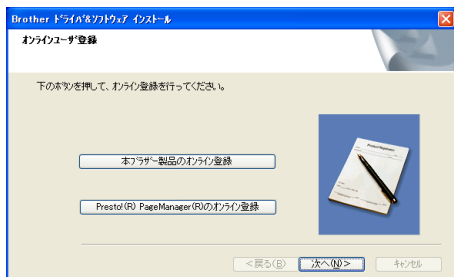 Brother ドライバ&ソフトウェア インストール
オンラインユーザ登録
下のボタンを押して、オンライン登録を行ってください。
本ブラザー製品のオンライン登録
Presto!(R) PageManager(R)のオンライン登録
<戻る(B)
次へ(N)>
キャンセル